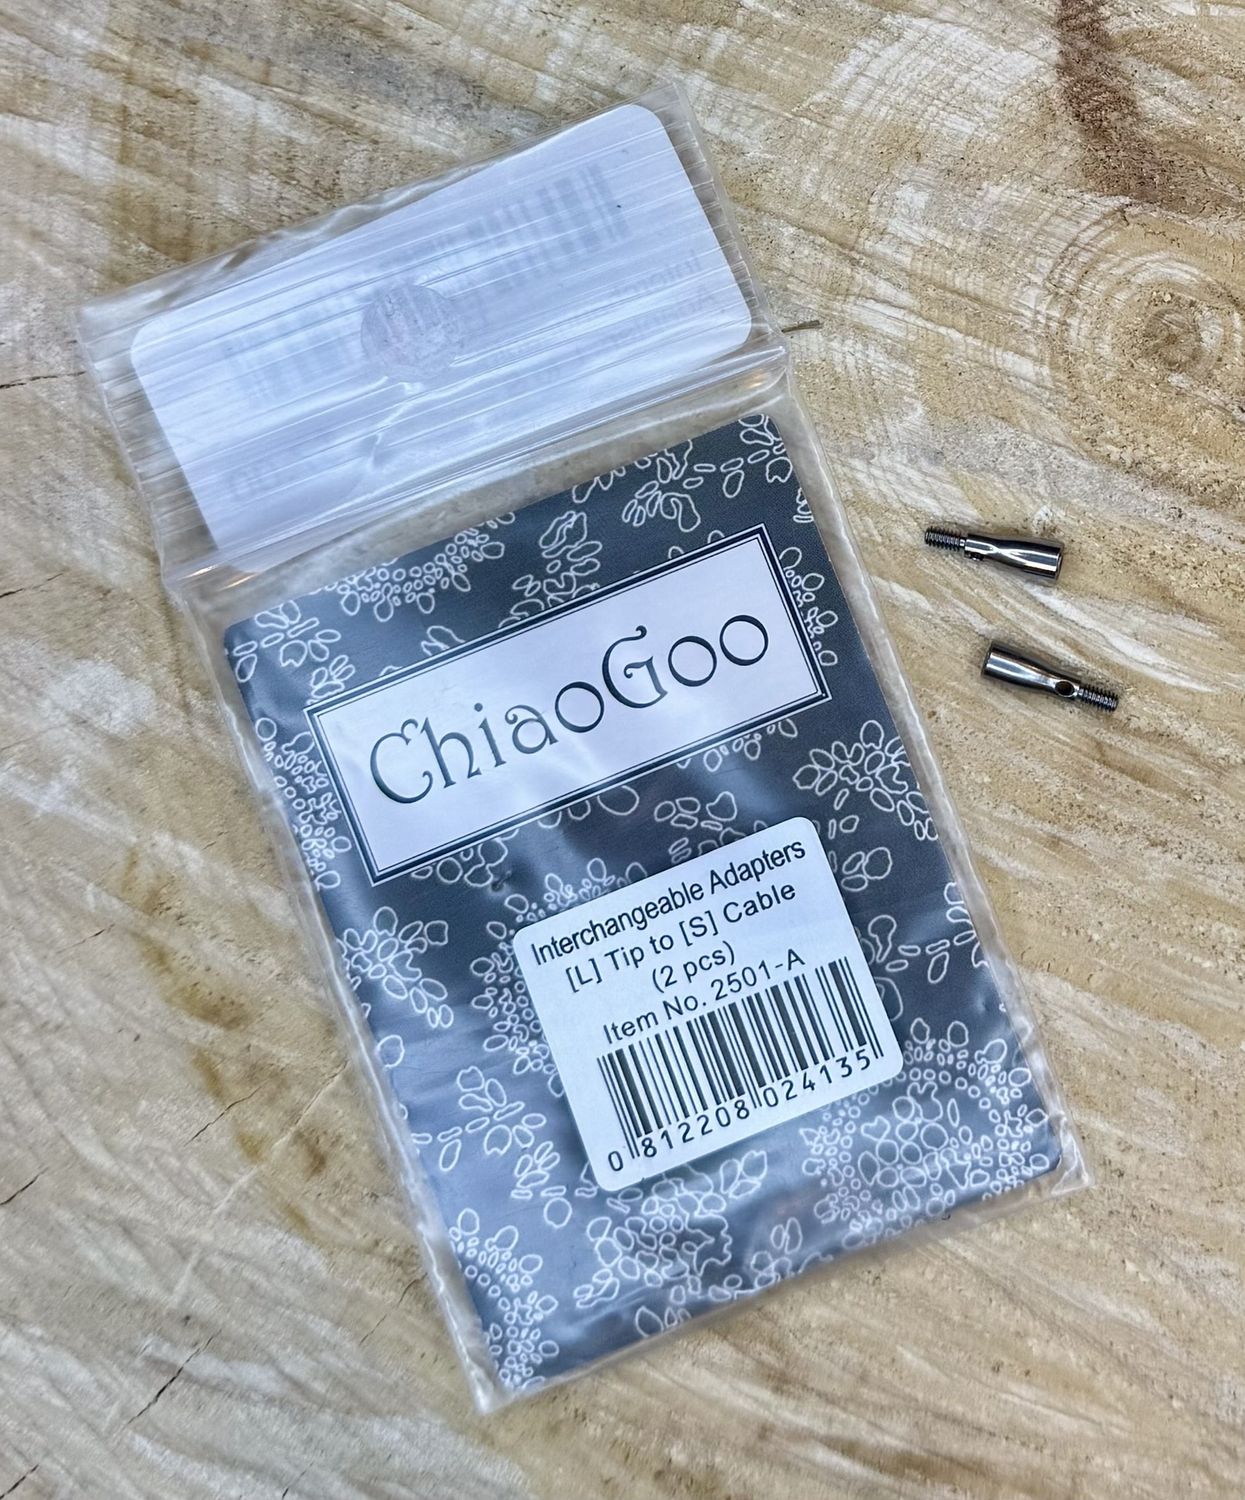 ChiaoGoo
Interchangeable Adapters
[L] Tip to [S] Cable
(2 pcs)
Item No. 2501-A
0 812208 024135